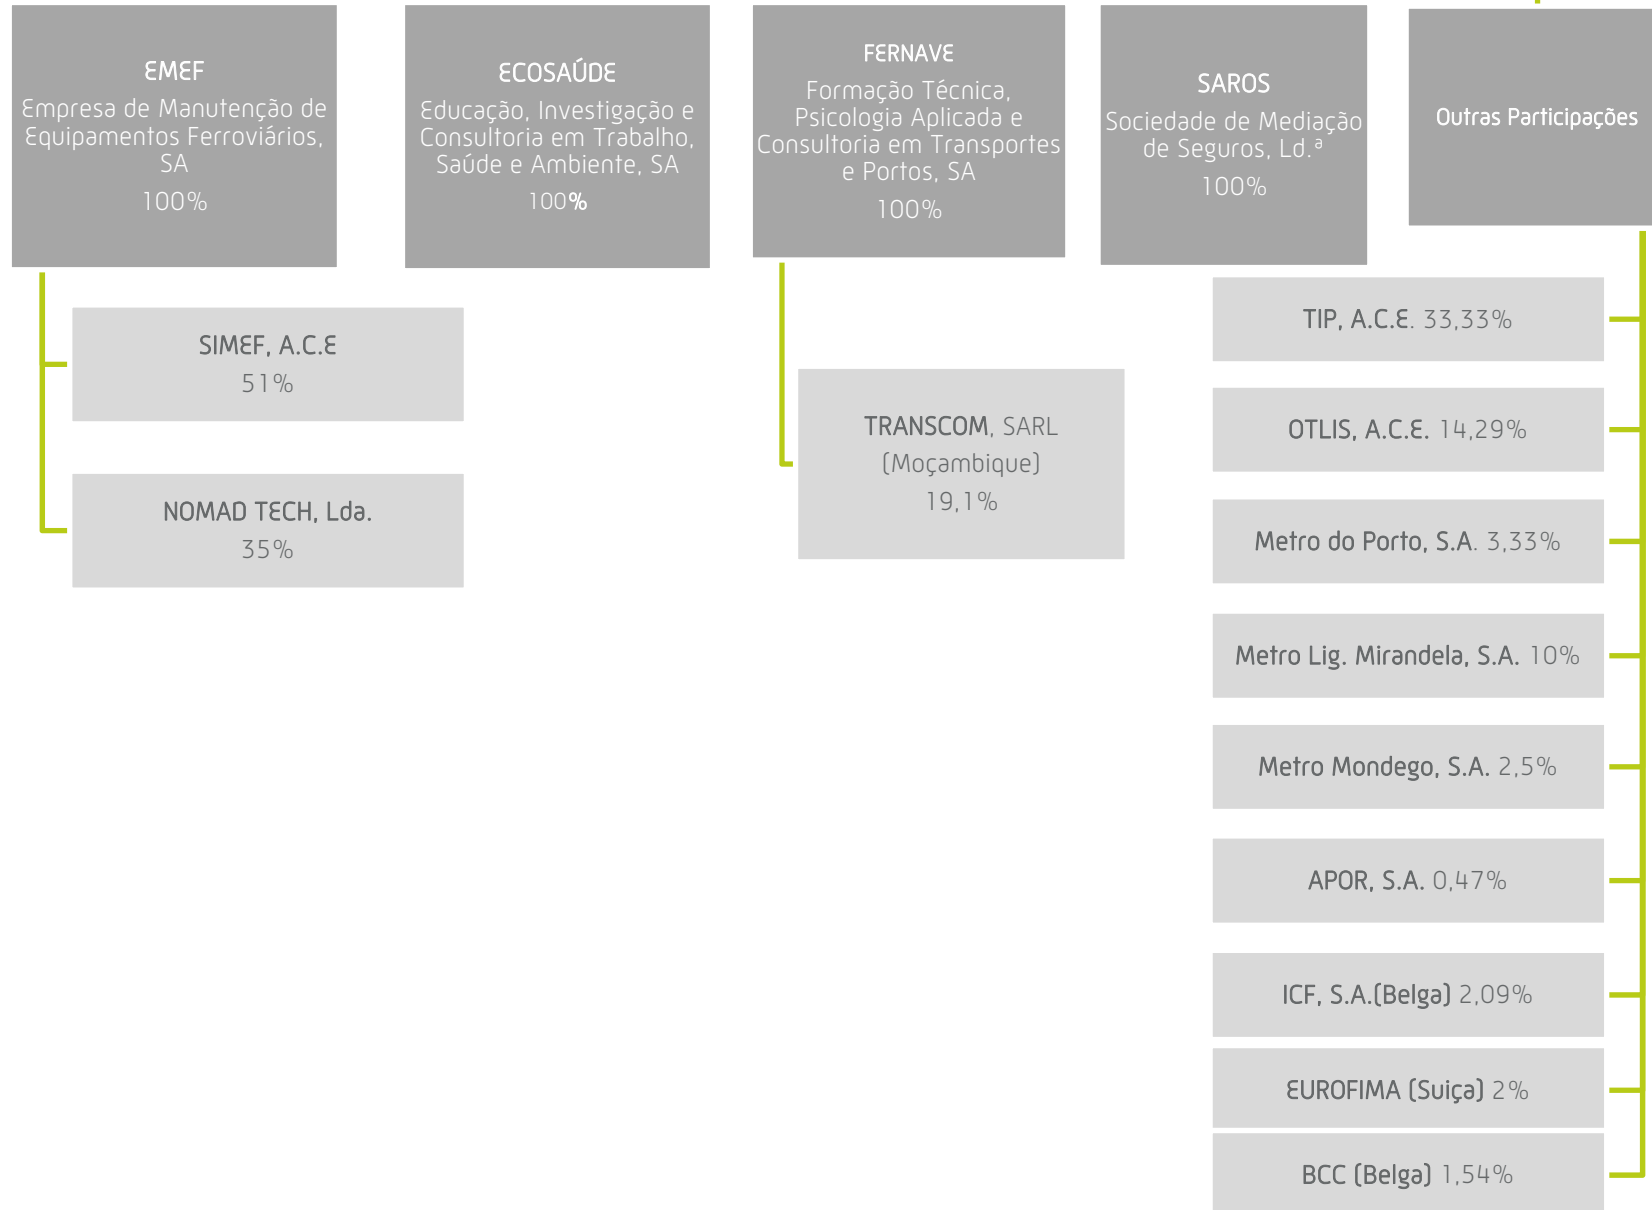 EMEF
Empresa de Manutenção de
Equipamentos Ferroviários,
SA
100%
ECOSAÚDE
Educação, Investigação e
Consultoria em Trabalho,
Saúde e Ambiente, SA
100%
FERNAVE
Formação Técnica,
Psicologia Aplicada e
Consultoria em Transportes
e Portos, SA
100%
SAROS
Sociedade de Mediação
de Seguros, Ld.ª
100%
Outras Participações
SIMEF, A.C.E
51%
NOMAD TECH, Lda.
35%
TRANSCOM, SARL
(Moçambique)
19,1%
TIP, A.C.E. 33,33%
OTLIS, A.C.E. 14,29%
Metro do Porto, S.A. 3,33%
Metro Lig. Mirandela, S.A. 10%
Metro Mondego, S.A. 2,5%
APOR, S.A. 0,47%
ICF, S.A.(Belga) 2,09%
EUROFIMA (Suiça) 2%
BCC (Belga) 1,54%